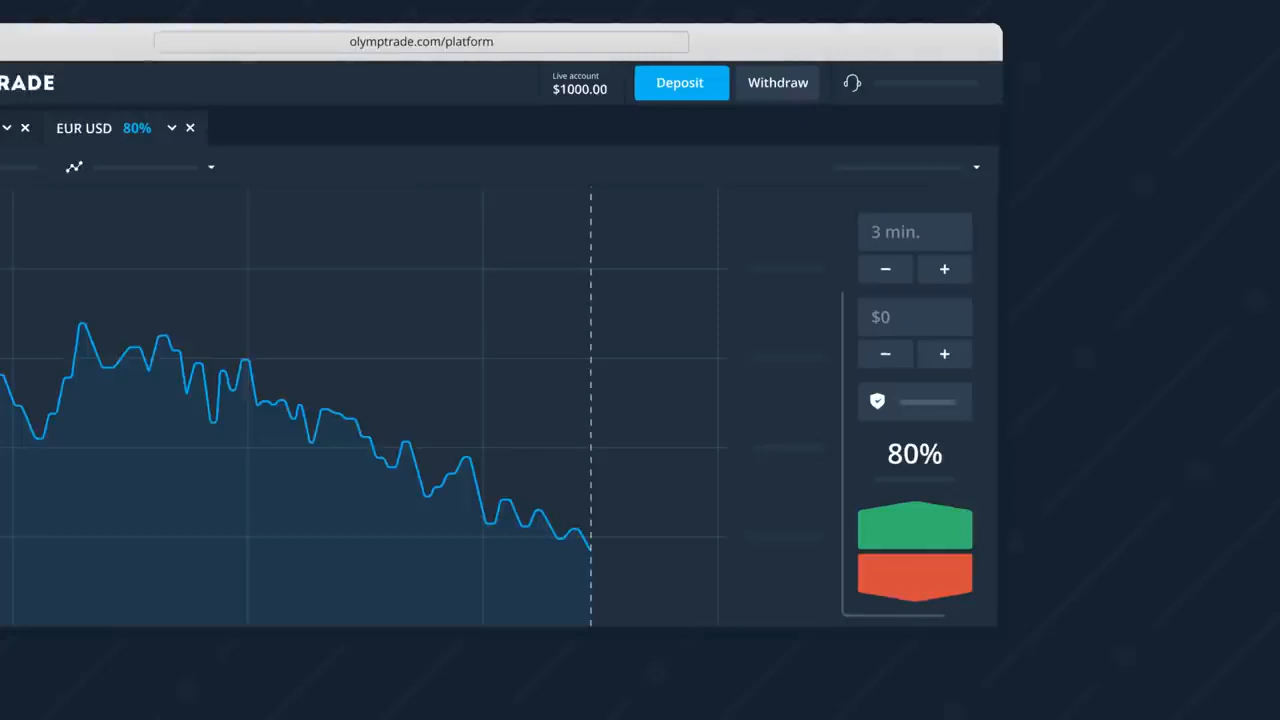 olymptrade.com/platform
RADE
Live account
$1000.00
Deposit
Withdraw
EUR USD 80%
3 min.
− +
$0
− +
80%